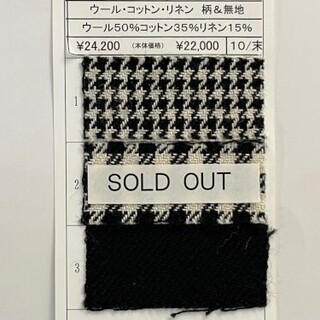 ウール・コットン・リネン 柄&無地
ウール50%コットン35%リネン15%
¥24,200 (本体価格) ¥22,000 10/末
1
2
SOLD OUT
3